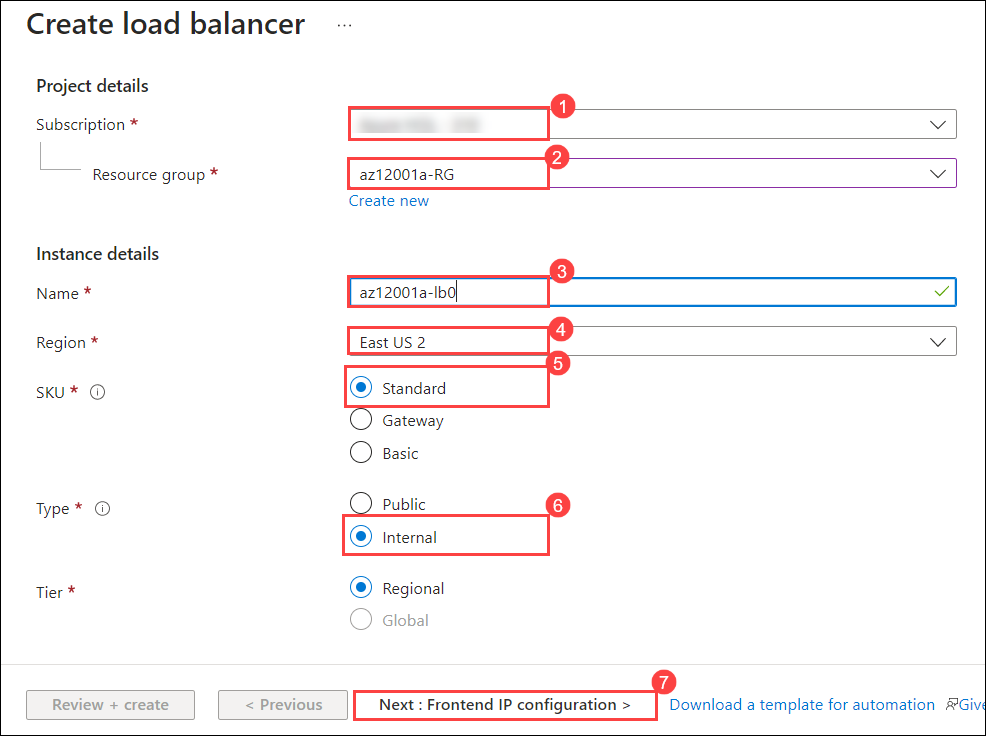 Create load balancer ...
Project details
Subscription * 1
Resource group * az12001a-RG 2
Create new
Instance details
Name * az12001a-lb0 3
Region * East US 2 4
SKU * Standard 5
Gateway
Basic
Type * Public
Internal 6
Tier * Regional
Global
Review + create < Previous Next : Frontend IP configuration > 7 Download a template for automation Give